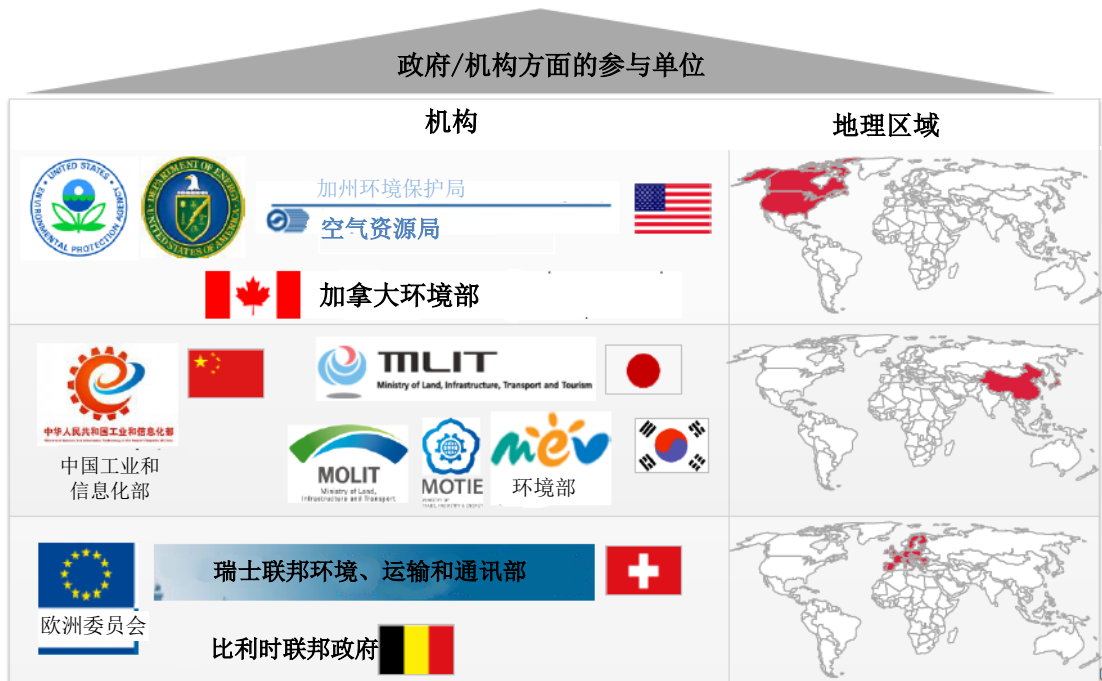 政府/机构方面的参与单位
机构
地理区域
UNITED STATES
ENVIRONMENTAL PROTECTION AGENCY
DEPARTMENT OF ENERGY
UNITED STATES OF AMERICA
加州环境保护局
空气资源局
加拿大环境部
中华人民共和国工业和信息化部
中国工业和
信息化部
MLIT
Ministry of Land, Infrastructure, Transport and Tourism
MOLIT
Ministry of Land,
Infrastructure and Transport
MOTIE
mev
环境部
欧洲委员会
瑞士联邦环境、运输和通讯部
比利时联邦政府